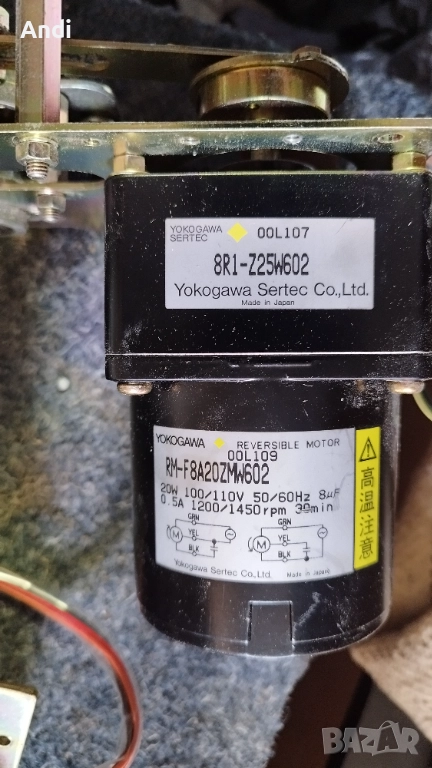 Andi
YOKOGAWA
SERTEC
00L107
8R1-Z25W602
Yokogawa Sertec Co.,Ltd.
Made in Japan
YOKOGAWA REVERSIBLE MOTOR
00L109
RM-F8A20ZMW602
20W 100/110V 50/60Hz 8μF
0.5A 1200/1450rpm 30min
GRN GRN
YEL YEL
BLK BLK
Yokogawa Sertec Co.,Ltd. Made in Japan
高温注意
BAZAR.bg